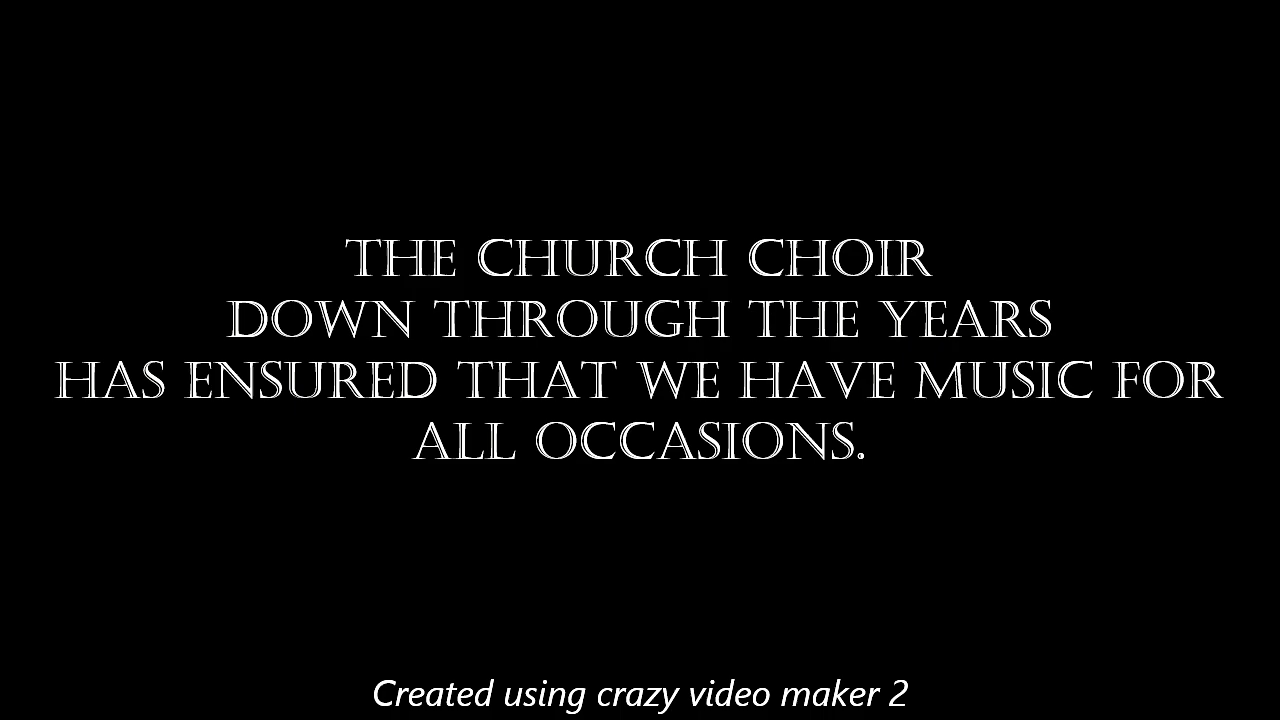 THE CHURCH CHOIR
DOWN THROUGH THE YEARS
HAS ENSURED THAT WE HAVE MUSIC FOR
ALL OCCASIONS.
Created using crazy video maker 2